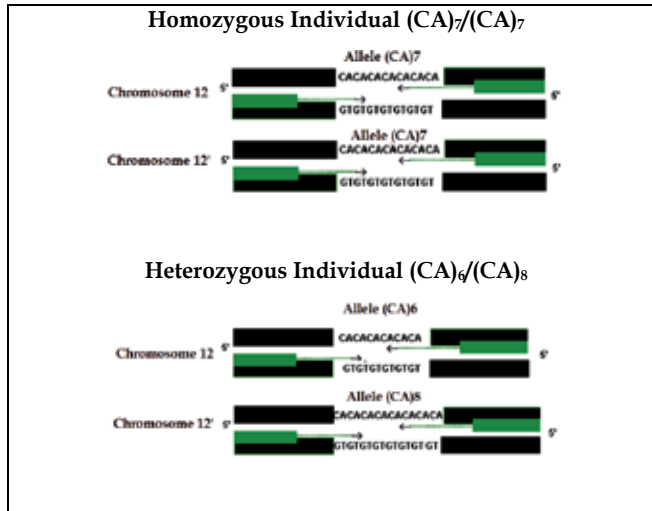 Homozygous Individual (CA)7/(CA)7
Allele (CA)7
CACACACACACACA
5'
Chromosome 12
5'
GTGTGTGTGTGTGT
Allele (CA)7
CACACACACACACA
5'
Chromosome 12'
5'
GTGTGTGTGTGTGT
Heterozygous Individual (CA)6/(CA)8
Allele (CA)6
CACACACACACA
5'
Chromosome 12
5'
GTGTGTGTGTGT
Allele (CA)8
CACACACACACACACA
5'
Chromosome 12'
5'
GTGTGTGTGTGTGTGT